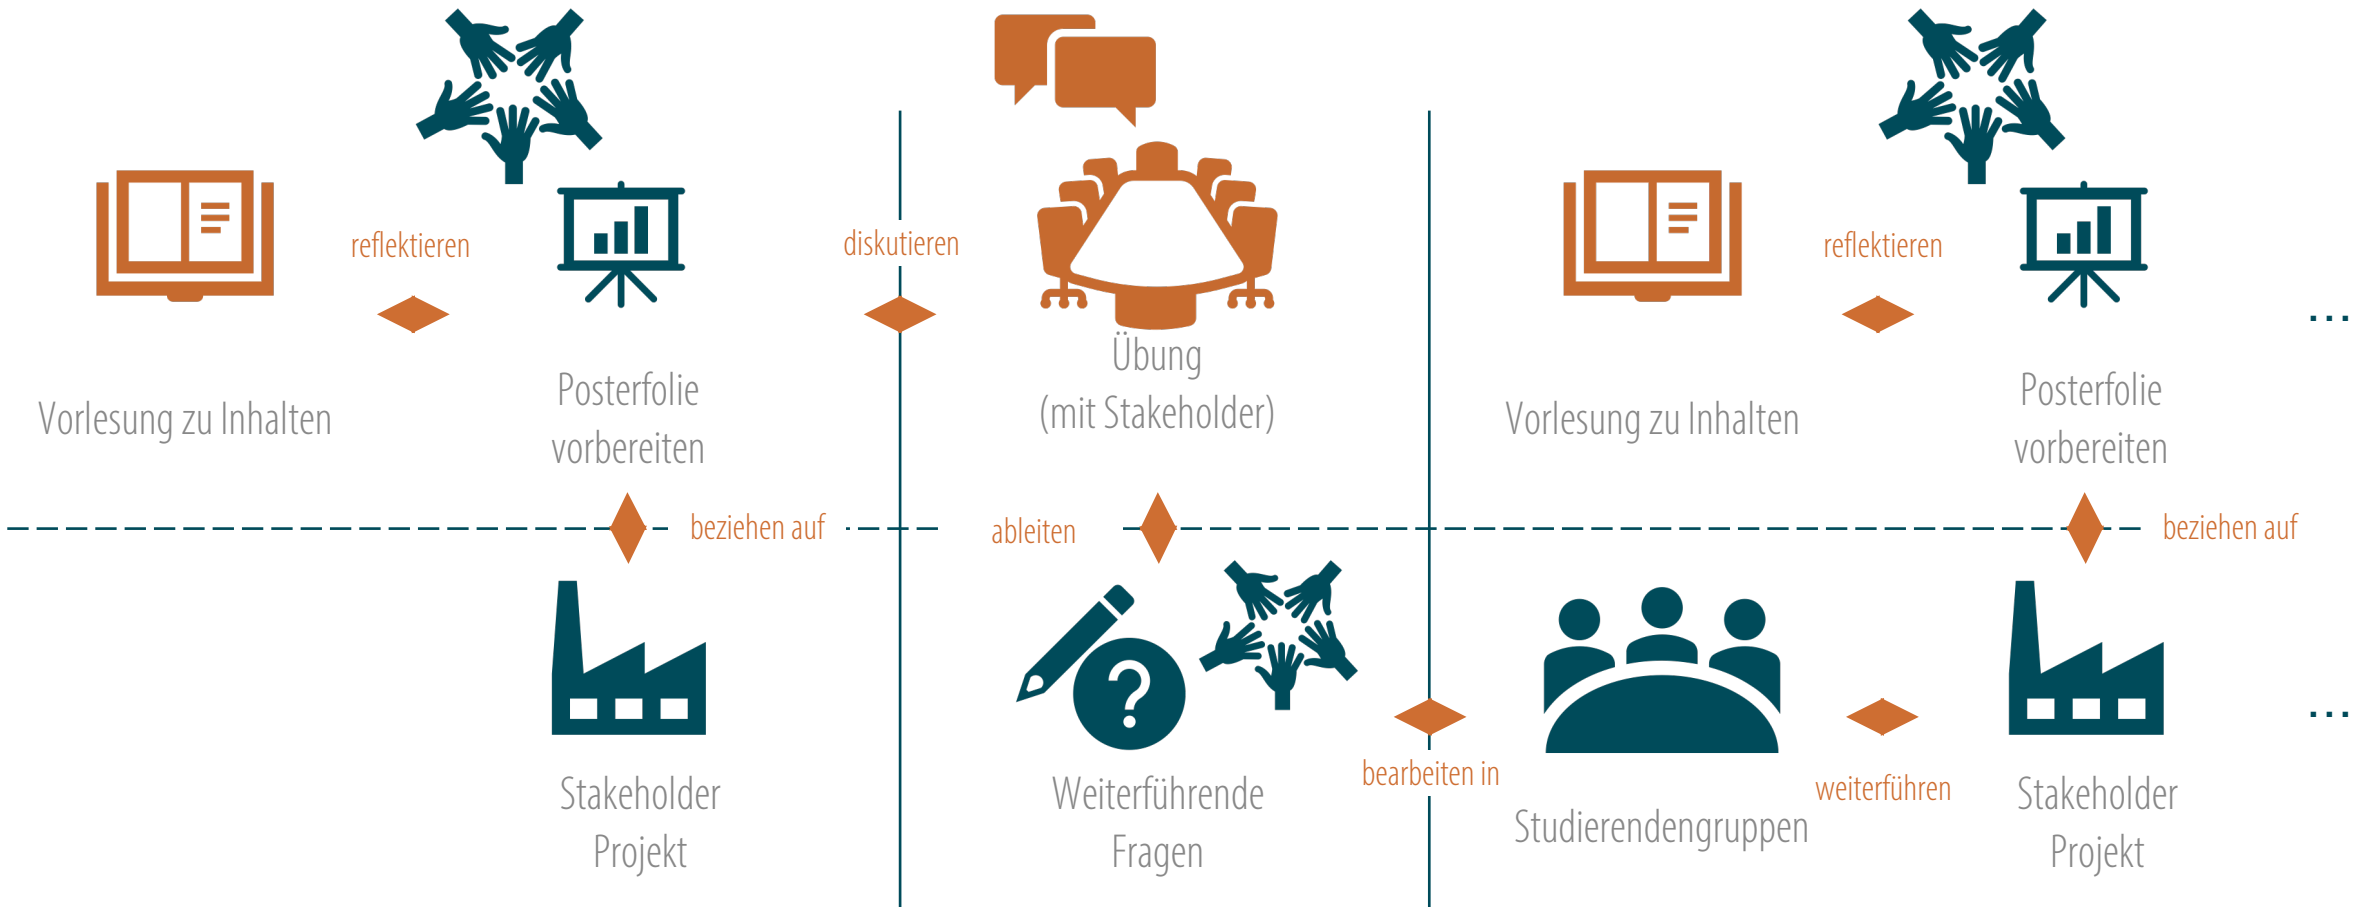 reflektieren
diskutieren
reflektieren
Vorlesung zu Inhalten
Posterfolie
vorbereiten
Übung
(mit Stakeholder)
Vorlesung zu Inhalten
Posterfolie
vorbereiten
...
beziehen auf
ableiten
beziehen auf
?
Stakeholder
Projekt
Weiterführende
Fragen
bearbeiten in
Studierendengruppen
weiterführen
Stakeholder
Projekt
...